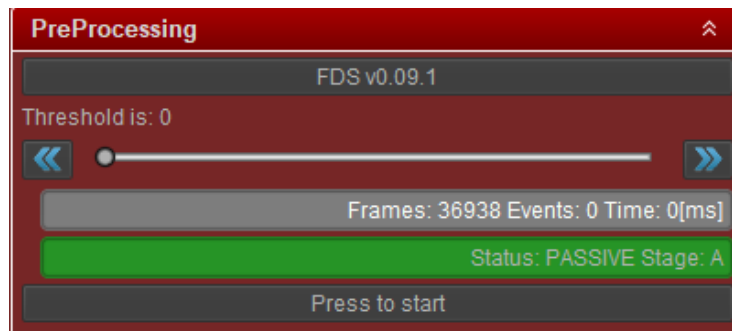 PreProcessing
FDS v0.09.1
Threshold is: 0
Frames: 36938 Events: 0 Time: 0[ms]
Status: PASSIVE Stage: A
Press to start